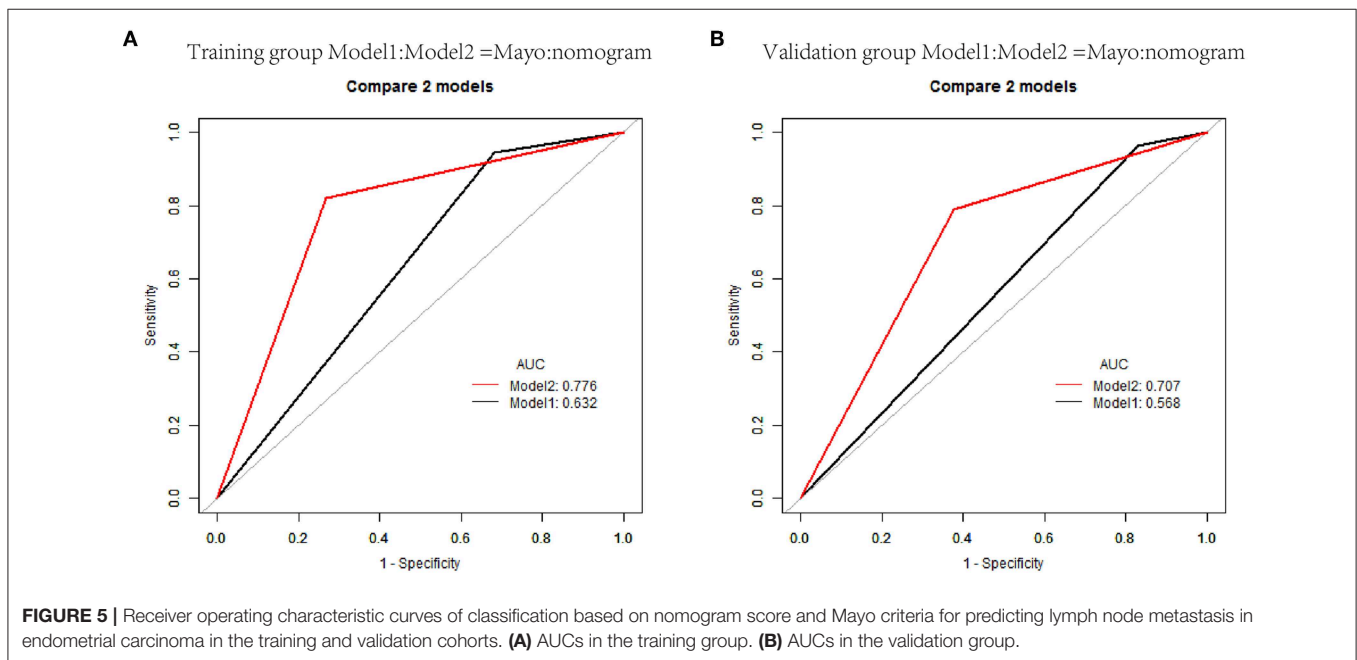 A
Training group Model1:Model2 =Mayo:nomogram
Compare 2 models
Sensitivity
1.0
0.8
0.6
0.4
0.2
0.0
AUC
Model2: 0.776
Model1: 0.632
0.0 0.2 0.4 0.6 0.8 1.0
1 - Specificity
B
Validation group Model1:Model2 =Mayo:nomogram
Compare 2 models
Sensitivity
1.0
0.8
0.6
0.4
0.2
0.0
AUC
Model2: 0.707
Model1: 0.568
0.0 0.2 0.4 0.6 0.8 1.0
1 - Specificity
FIGURE 5 | Receiver operating characteristic curves of classification based on nomogram score and Mayo criteria for predicting lymph node metastasis in
endometrial carcinoma in the training and validation cohorts. (A) AUCs in the training group. (B) AUCs in the validation group.